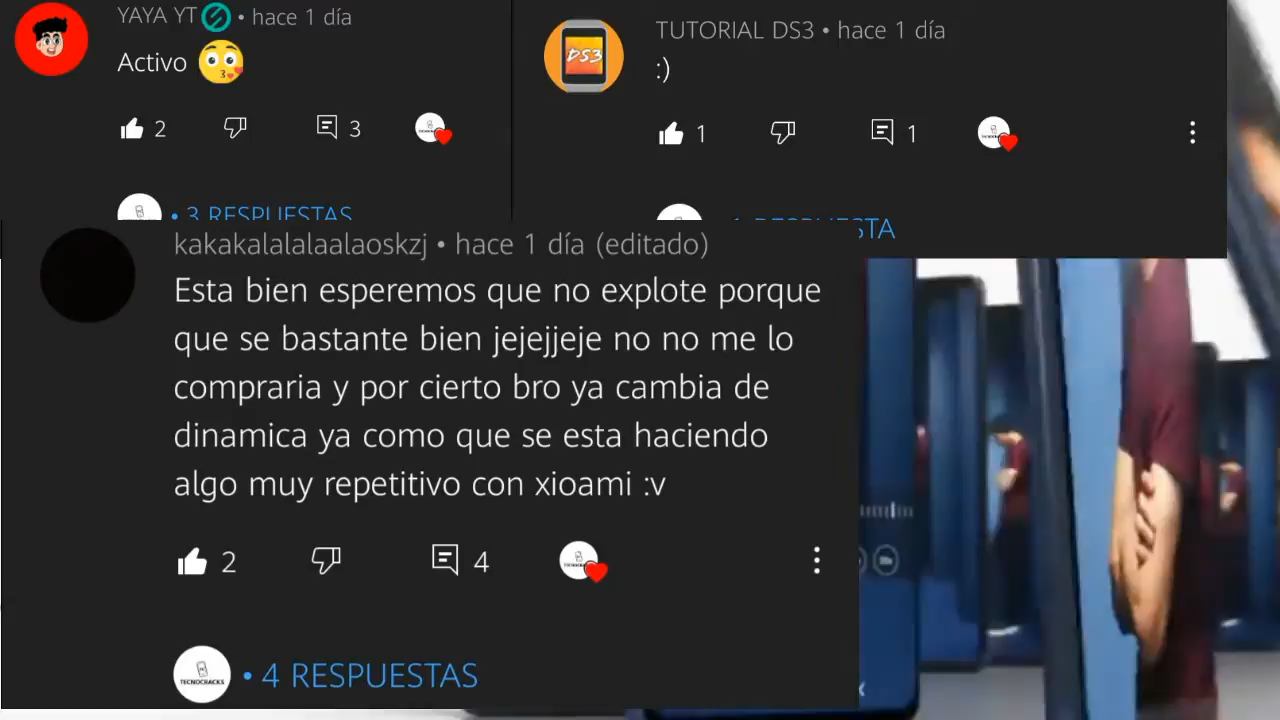 YAYA YT • hace 1 día
Activo
2 3
• 3 RESPUESTAS
TUTORIAL DS3 • hace 1 día
DS3
:)
1 1
1 RESPUESTA
kakakalalalaalaoskzj • hace 1 día (editado)
Esta bien esperemos que no explote porque
que se bastante bien jejejjeje no no me lo
compraria y por cierto bro ya cambia de
dinamica ya como que se esta haciendo
algo muy repetitivo con xioami :v
2 4
TECNOCRACKS
• 4 RESPUESTAS